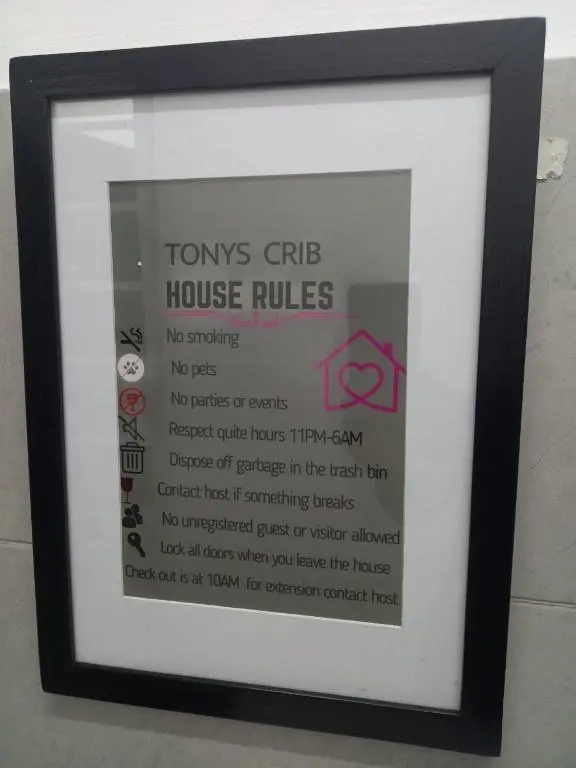 TONYS CRIB
HOUSE RULES
No smoking
No pets
No parties or events
Respect quite hours 11PM-6AM
Dispose off garbage in the trash bin
Contact host if something breaks
No unregistered guest or visitor allowed
Lock all doors when you leave the house
Check out is at 10AM for extension contact host